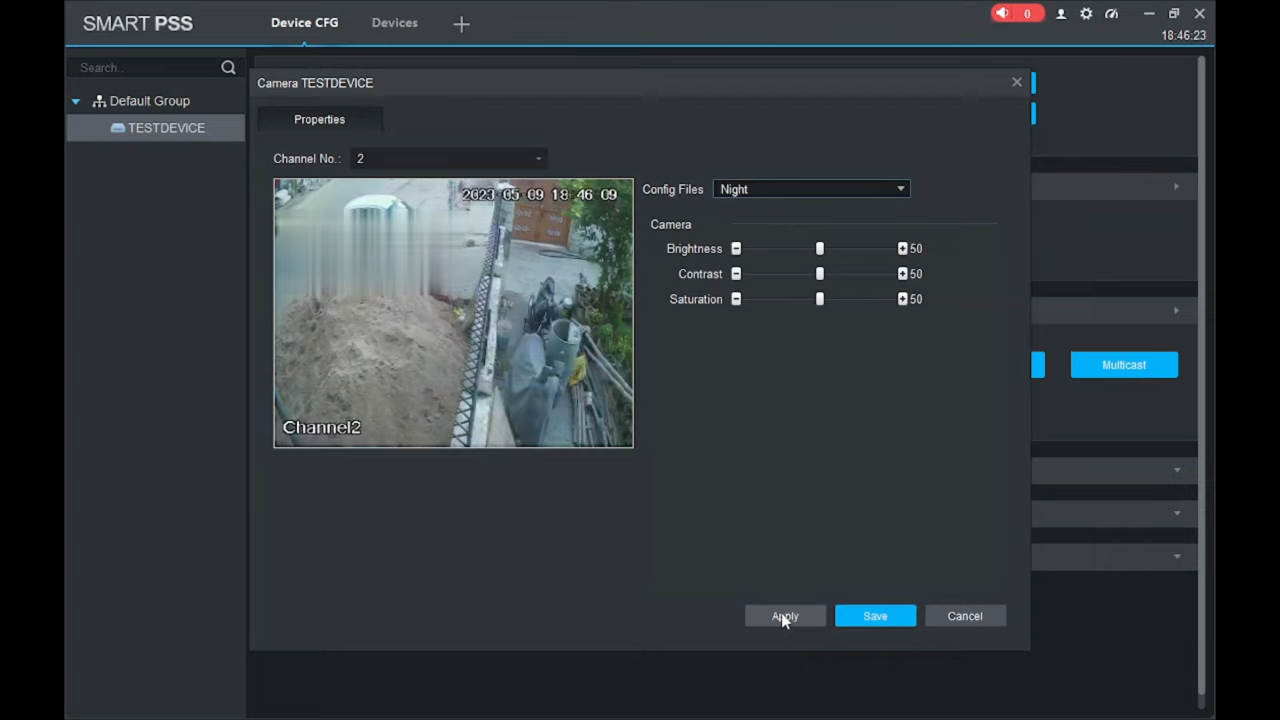 SMART PSS
Device CFG
Devices
0
18:46:23
Search..
Default Group
TESTDEVICE
Camera TESTDEVICE
Properties
Channel No.: 2
2023-05-09 18:46:09
Channel2
Config Files Night
Camera
Brightness 50
Contrast 50
Saturation 50
Multicast
Apply
Save
Cancel